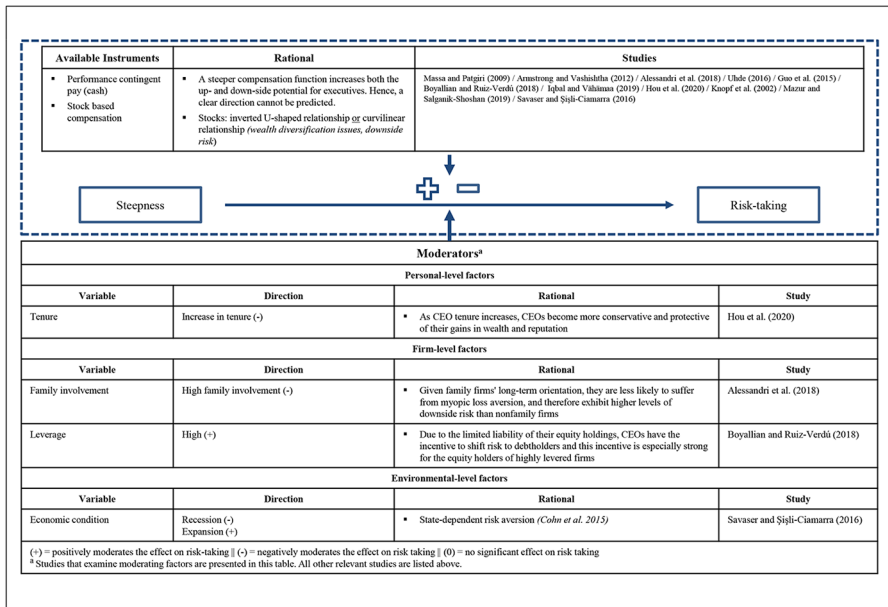 Available Instruments
Rational
Studies
▪ Performance contingent
pay (cash)
▪ Stock based
compensation
▪ A steeper compensation function increases both the
up- and down-side potential for executives. Hence, a
clear direction cannot be predicted.
▪ Stocks: inverted U-shaped relationship or curvilinear
relationship (wealth diversification issues, downside
risk)
Massa and Patgiri (2009) / Armstrong and Vashishtha (2012) / Alessandri et al. (2018) / Uhde (2016) / Guo et al. (2015) /
Boyallian and Ruiz-Verdú (2018) / Iqbal and Vähämaa (2019) / Hou et al. (2020) / Knopf et al. (2002) / Mazur and
Salganik-Shoshan (2019) / Savaser and Şişli-Ciamarra (2016)
Steepness
Risk-taking
Moderatorsᵃ
Personal-level factors
Variable
Direction
Rational
Study
Tenure
Increase in tenure (-)
▪ As CEO tenure increases, CEOs become more conservative and protective
of their gains in wealth and reputation
Hou et al. (2020)
Firm-level factors
Variable
Direction
Rational
Study
Family involvement
High family involvement (-)
▪ Given family firms' long-term orientation, they are less likely to suffer
from myopic loss aversion, and therefore exhibit higher levels of
downside risk than nonfamily firms
Alessandri et al. (2018)
Leverage
High (+)
▪ Due to the limited liability of their equity holdings, CEOs have the
incentive to shift risk to debtholders and this incentive is especially strong
for the equity holders of highly levered firms
Boyallian and Ruiz-Verdú (2018)
Environmental-level factors
Variable
Direction
Rational
Study
Economic condition
Recession (-)
Expansion (+)
▪ State-dependent risk aversion (Cohn et al. 2015)
Savaser and Şişli-Ciamarra (2016)
(+) = positively moderates the effect on risk-taking || (-) = negatively moderates the effect on risk taking || (0) = no significant effect on risk taking
ᵃ Studies that examine moderating factors are presented in this table. All other relevant studies are listed above.